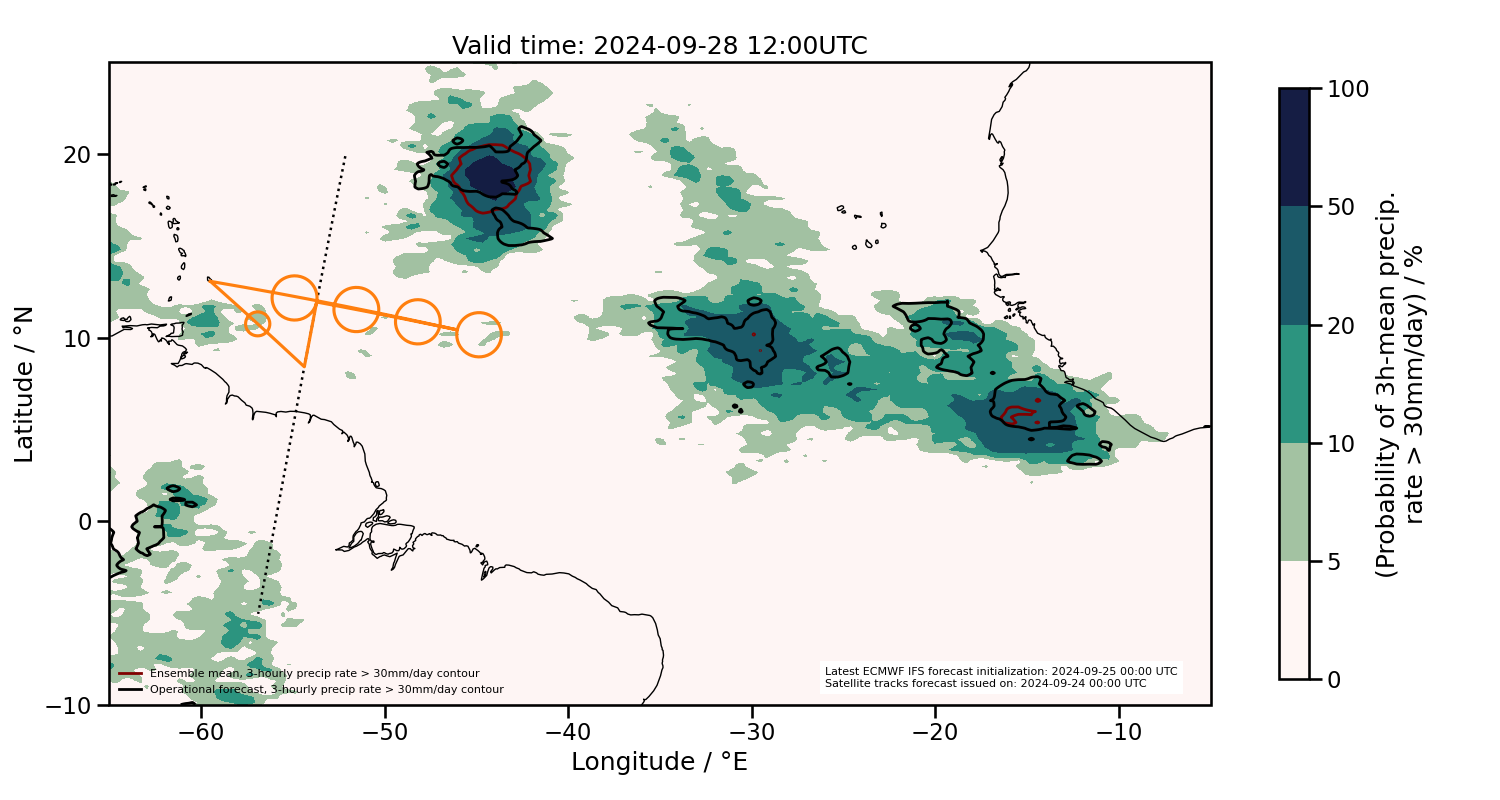 Valid time: 2024-09-28 12:00UTC
20
10
0
−10
Latitude / °N
−60
−50
−40
−30
−20
−10
Longitude / °E
Ensemble mean, 3-hourly precip rate > 30mm/day contour
Operational forecast, 3-hourly precip rate > 30mm/day contour
Latest ECMWF IFS forecast initialization: 2024-09-25 00:00 UTC
Satellite tracks forecast issued on: 2024-09-24 00:00 UTC
100
50
20
10
5
0
(Probability of 3h-mean precip.
rate > 30mm/day) / %